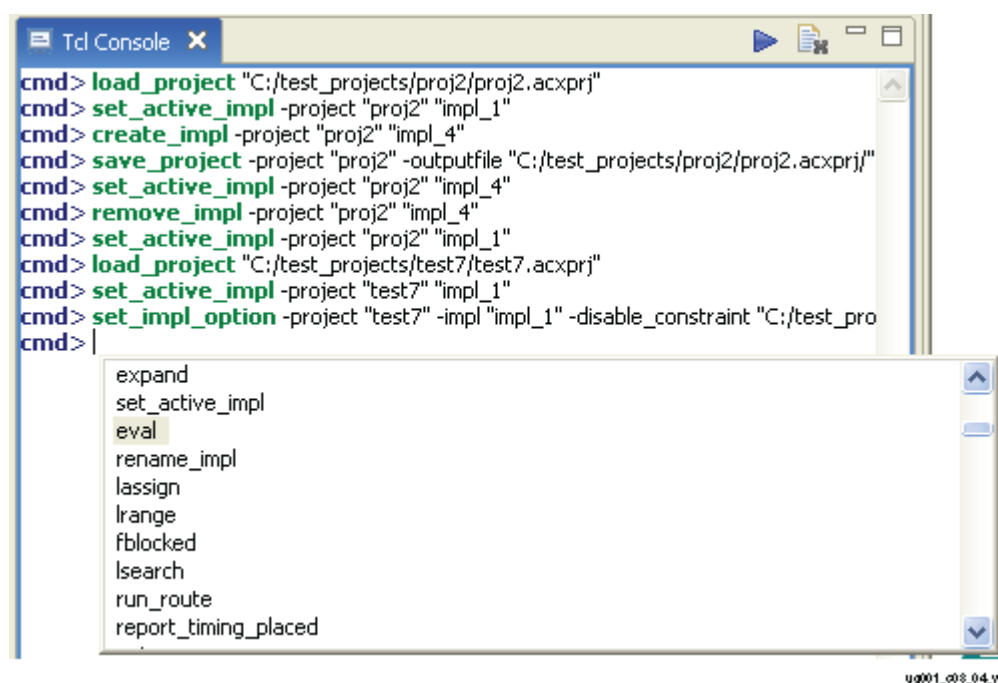 Tcl Console
cmd> load_project "C:/test_projects/proj2/proj2.acxprj"
cmd> set_active_impl -project "proj2" "impl_1"
cmd> create_impl -project "proj2" "impl_4"
cmd> save_project -project "proj2" -outputfile "C:/test_projects/proj2/proj2.acxprj/"
cmd> set_active_impl -project "proj2" "impl_4"
cmd> remove_impl -project "proj2" "impl_4"
cmd> set_active_impl -project "proj2" "impl_1"
cmd> load_project "C:/test_projects/test7/test7.acxprj"
cmd> set_active_impl -project "test7" "impl_1"
cmd> set_impl_option -project "test7" -impl "impl_1" -disable_constraint "C:/test_pro
cmd>
expand
set_active_impl
eval
rename_impl
lassign
lrange
fblocked
lsearch
run_route
report_timing_placed
ug001_c03_04.v